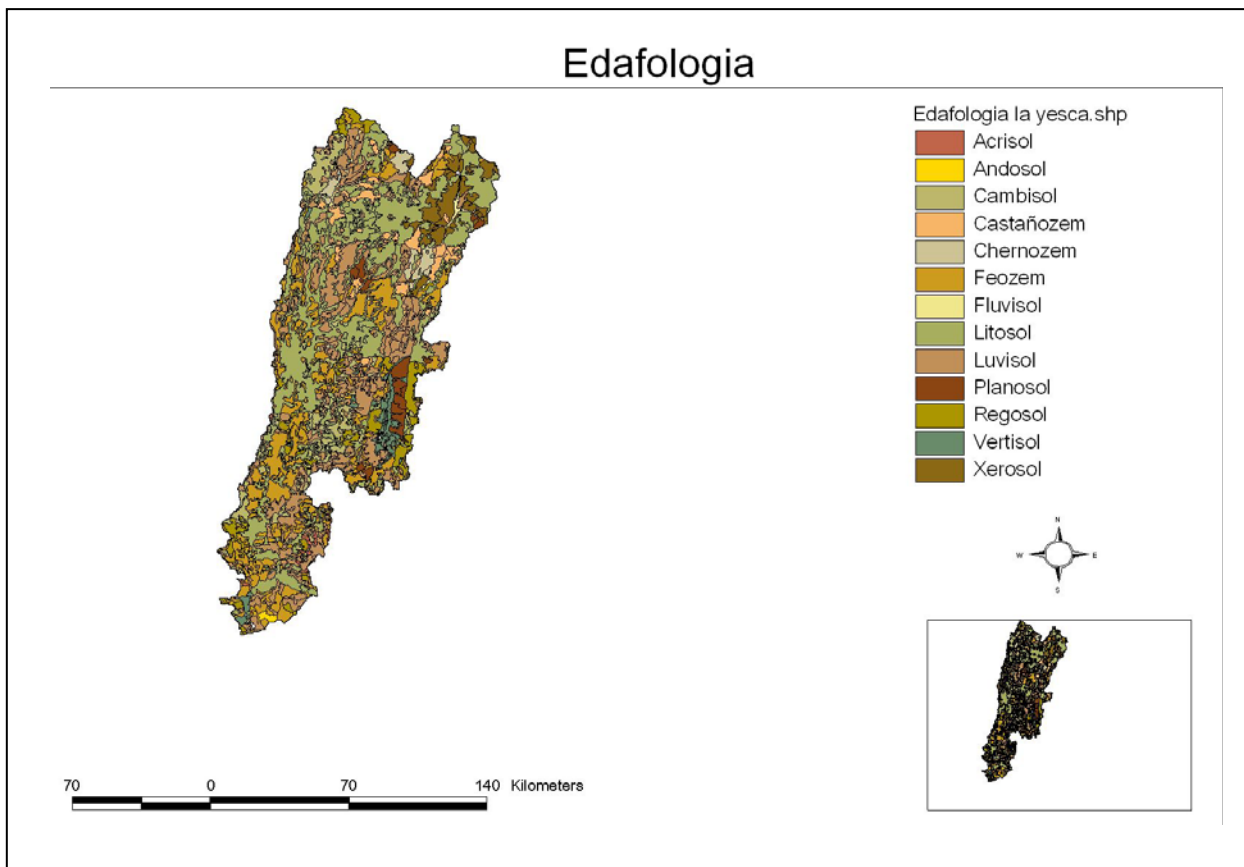 Edafologia
Edafologia la yesca.shp
Acrisol
Andosol
Cambisol
Castañozem
Chernozem
Feozem
Fluvisol
Litosol
Luvisol
Planosol
Regosol
Vertisol
Xerosol
N
W E
S
70 0 70 140 Kilometers